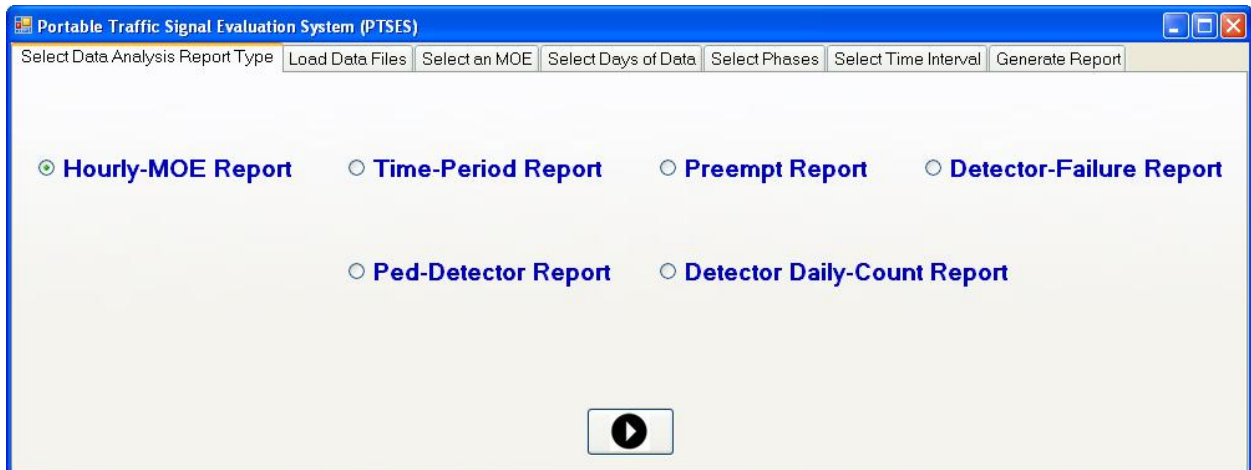 Portable Traffic Signal Evaluation System (PTSES)
Select Data Analysis Report Type Load Data Files Select an MOE Select Days of Data Select Phases Select Time Interval Generate Report
Hourly-MOE Report Time-Period Report Preempt Report Detector-Failure Report
Ped-Detector Report Detector Daily-Count Report